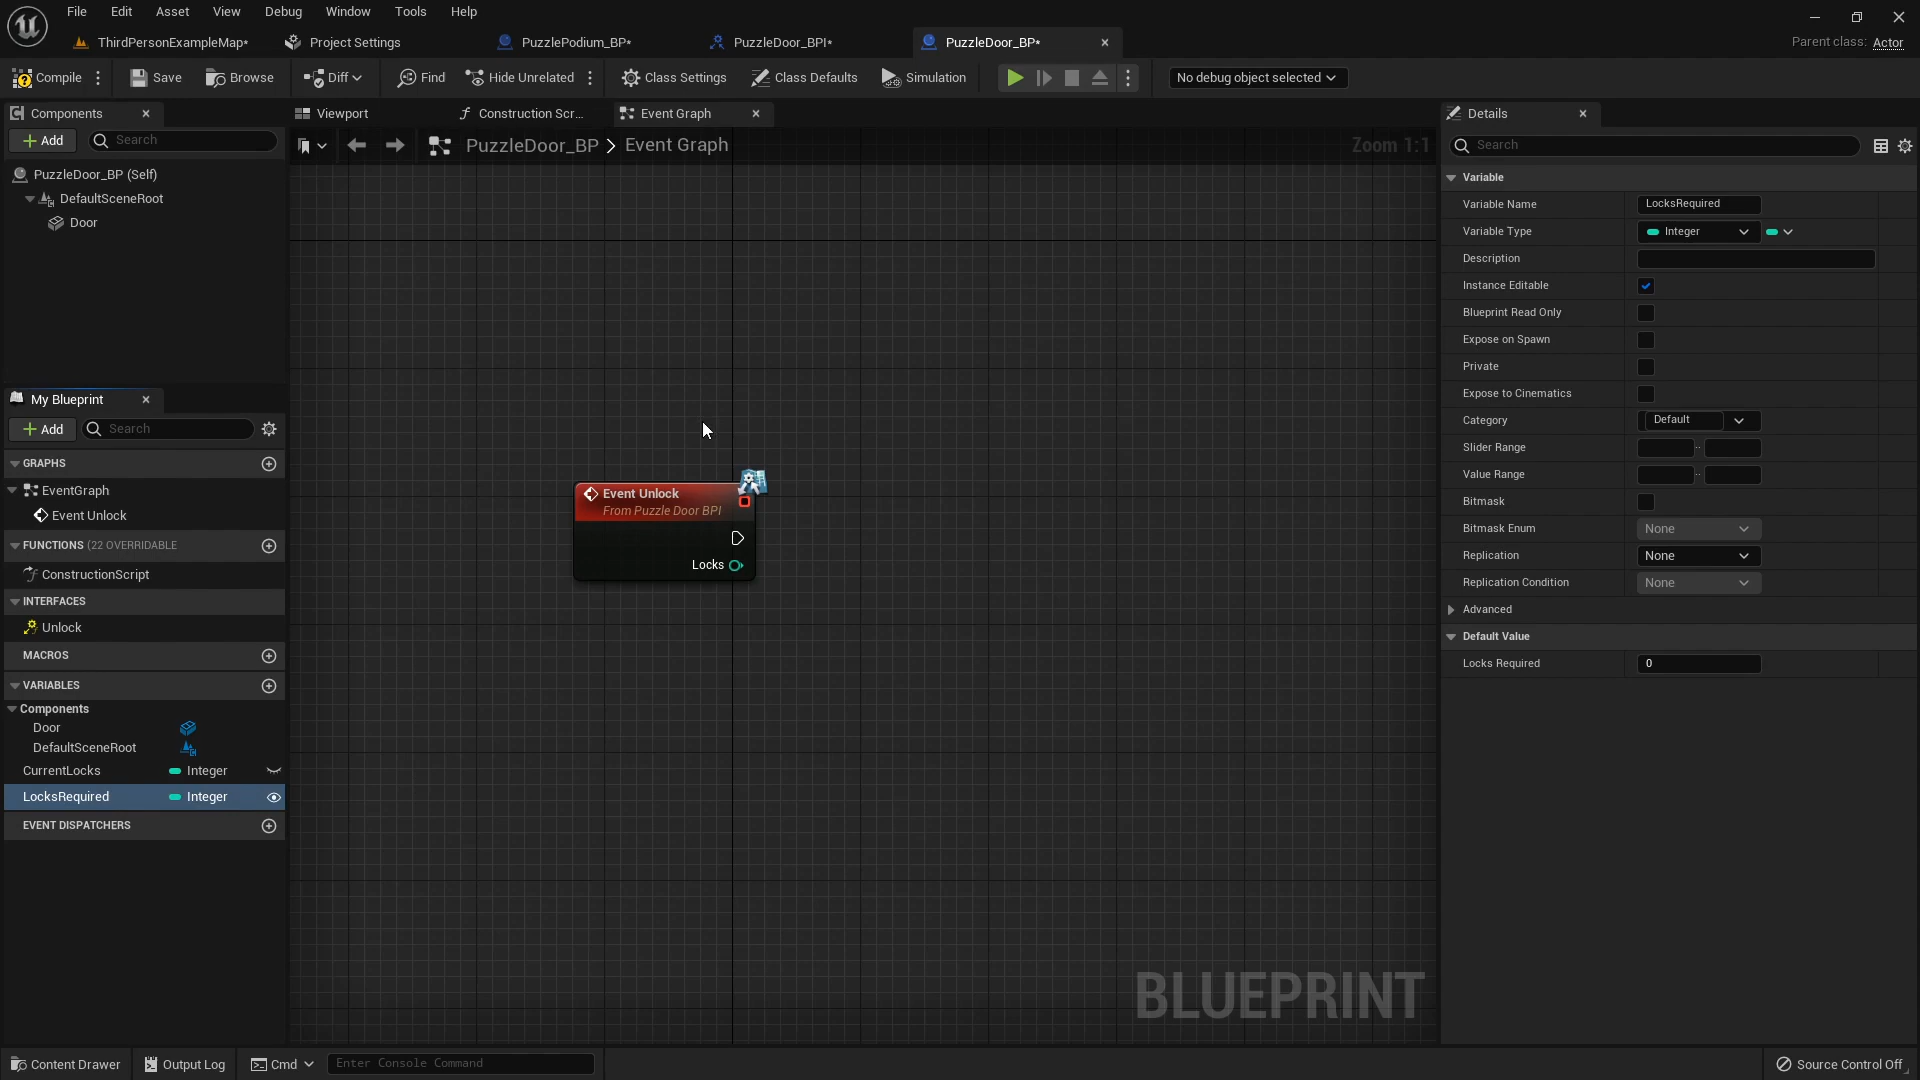 File Edit Asset View Debug Window Tools Help
ThirdPersonExampleMap* Project Settings PuzzlePodium_BP* PuzzleDoor_BPI* PuzzleDoor_BP* Parent class: Actor
Compile Save Browse Diff Find Hide Unrelated Class Settings Class Defaults Simulation No debug object selected
Components
Add Search
PuzzleDoor_BP (Self)
DefaultSceneRoot
Door
My Blueprint
Add Search
GRAPHS
EventGraph
Event Unlock
FUNCTIONS (22 OVERRIDABLE
ConstructionScript
INTERFACES
Unlock
MACROS
VARIABLES
Components
Door
DefaultSceneRoot
CurrentLocks Integer
LocksRequired Integer
EVENT DISPATCHERS
Viewport Construction Scr... Event Graph
PuzzleDoor_BP > Event Graph Zoom 1:1
Event Unlock
From Puzzle Door BPI
Locks
BLUEPRINT
Details
Search
Variable
Variable Name LocksRequired
Variable Type Integer
Description
Instance Editable
Blueprint Read Only
Expose on Spawn
Private
Expose to Cinematics
Category Default
Slider Range ..
Value Range ..
Bitmask
Bitmask Enum None
Replication None
Replication Condition None
Advanced
Default Value
Locks Required 0
Content Drawer Output Log Cmd Enter Console Command Source Control Off